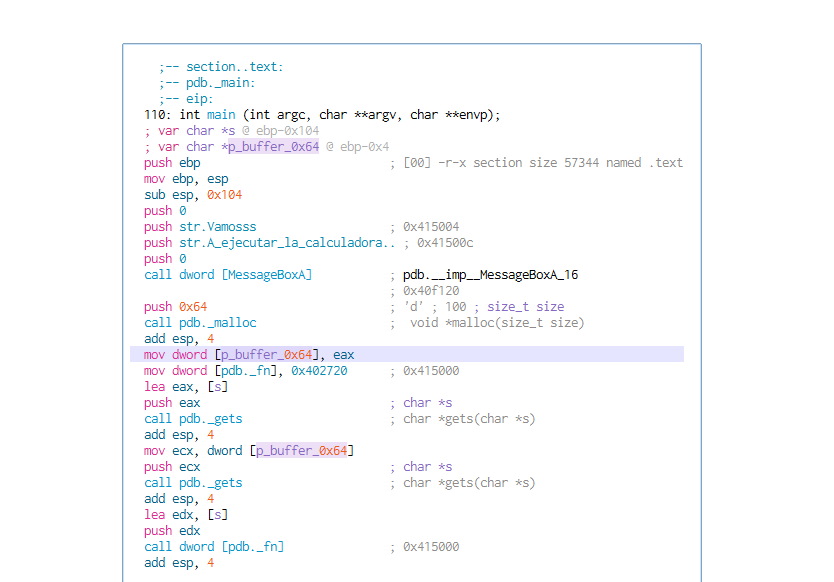 ;-- section..text:
;-- pdb._main:
;-- eip:
110: int main (int argc, char **argv, char **envp);
; var char *s @ ebp-0x104
; var char *p_buffer_0x64 @ ebp-0x4
push ebp ; [00] -r-x section size 57344 named .text
mov ebp, esp
sub esp, 0x104
push 0
push str.Vamosss ; 0x415004
push str.A_ejecutar_la_calculadora.. ; 0x41500c
push 0
call dword [MessageBoxA] ; pdb.__imp__MessageBoxA_16
; 0x40f120
push 0x64 ; 'd' ; 100 ; size_t size
call pdb._malloc ;  void *malloc(size_t size)
add esp, 4
mov dword [p_buffer_0x64], eax
mov dword [pdb._fn], 0x402720 ; 0x415000
lea eax, [s]
push eax ; char *s
call pdb._gets ; char *gets(char *s)
add esp, 4
mov ecx, dword [p_buffer_0x64]
push ecx ; char *s
call pdb._gets ; char *gets(char *s)
add esp, 4
lea edx, [s]
push edx
call dword [pdb._fn] ; 0x415000
add esp, 4